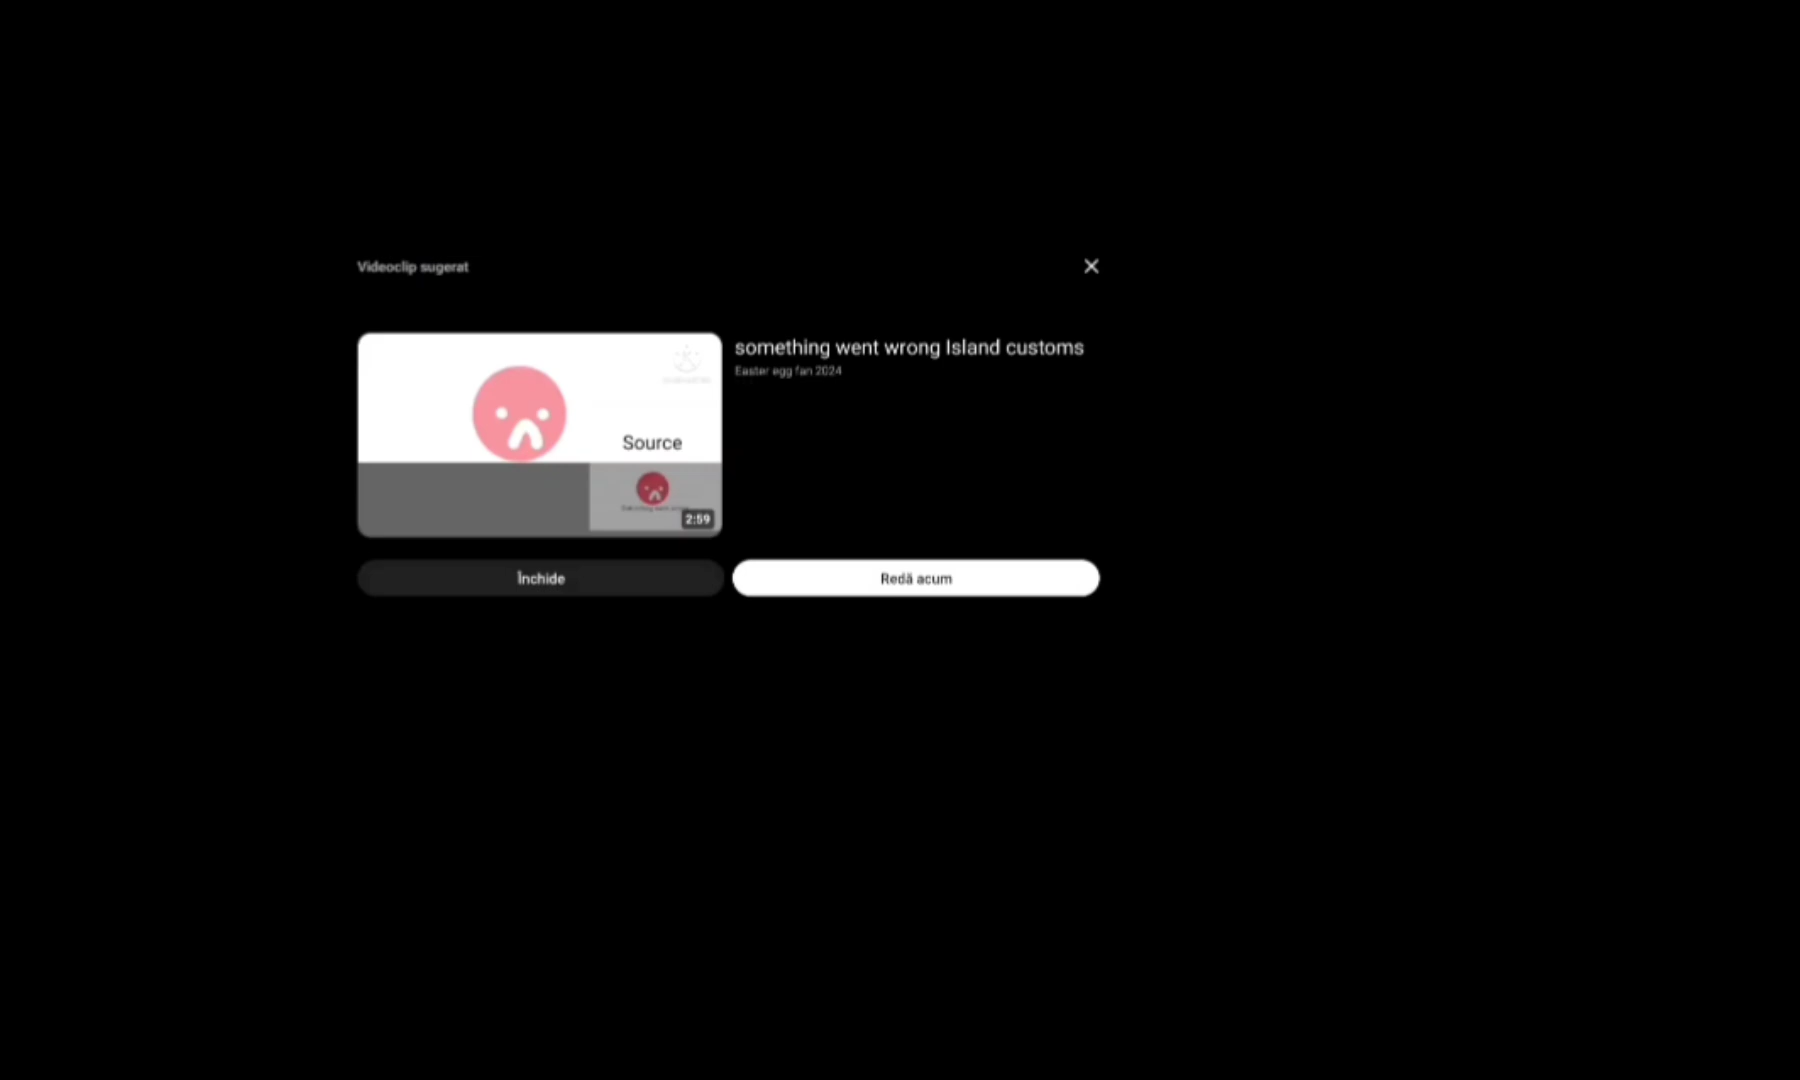 Videoclip sugerat
something went wrong Island customs
Easter egg fan 2024
Source
2:59
Închide
Redă acum